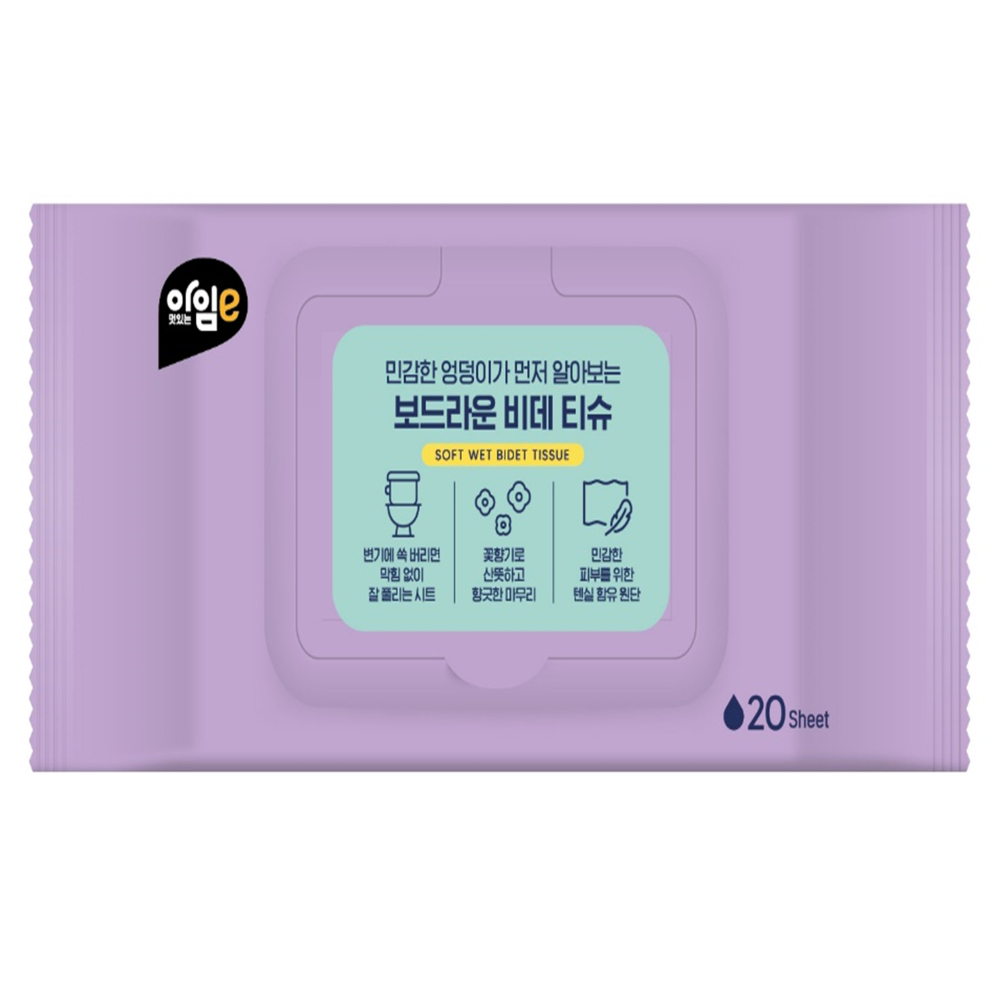 아임e
멋있는
민감한 엉덩이가 먼저 알아보는
보드라운 비데 티슈
SOFT WET BIDET TISSUE
변기에 쏙 버리면
막힘 없이
잘 풀리는 시트
꽃향기로
산뜻하고
향긋한 마무리
민감한
피부를 위한
텐실 함유 원단
20 Sheet